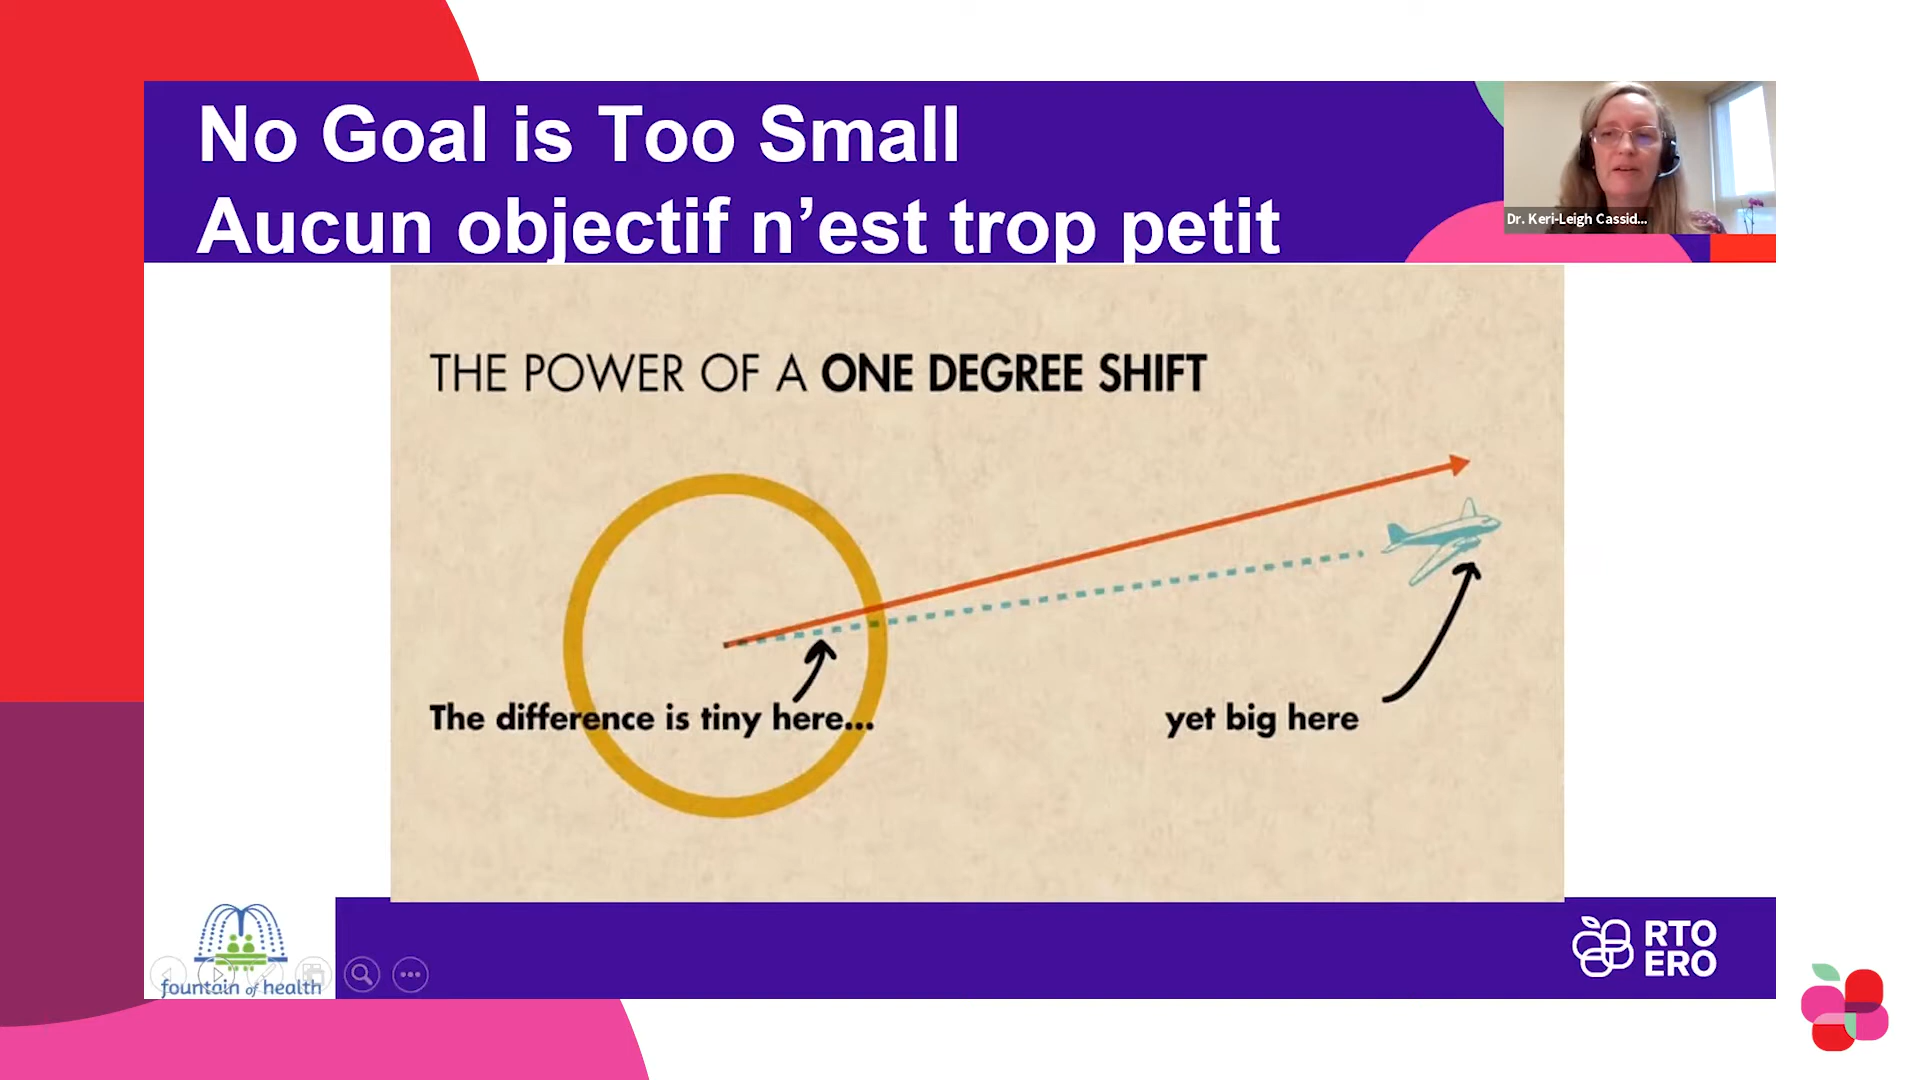 No Goal is Too Small
Aucun objectif n’est trop petit
Dr. Keri-Leigh Cassid...
THE POWER OF A ONE DEGREE SHIFT
The difference is tiny here...
yet big here
fountain of health
RTO
ERO